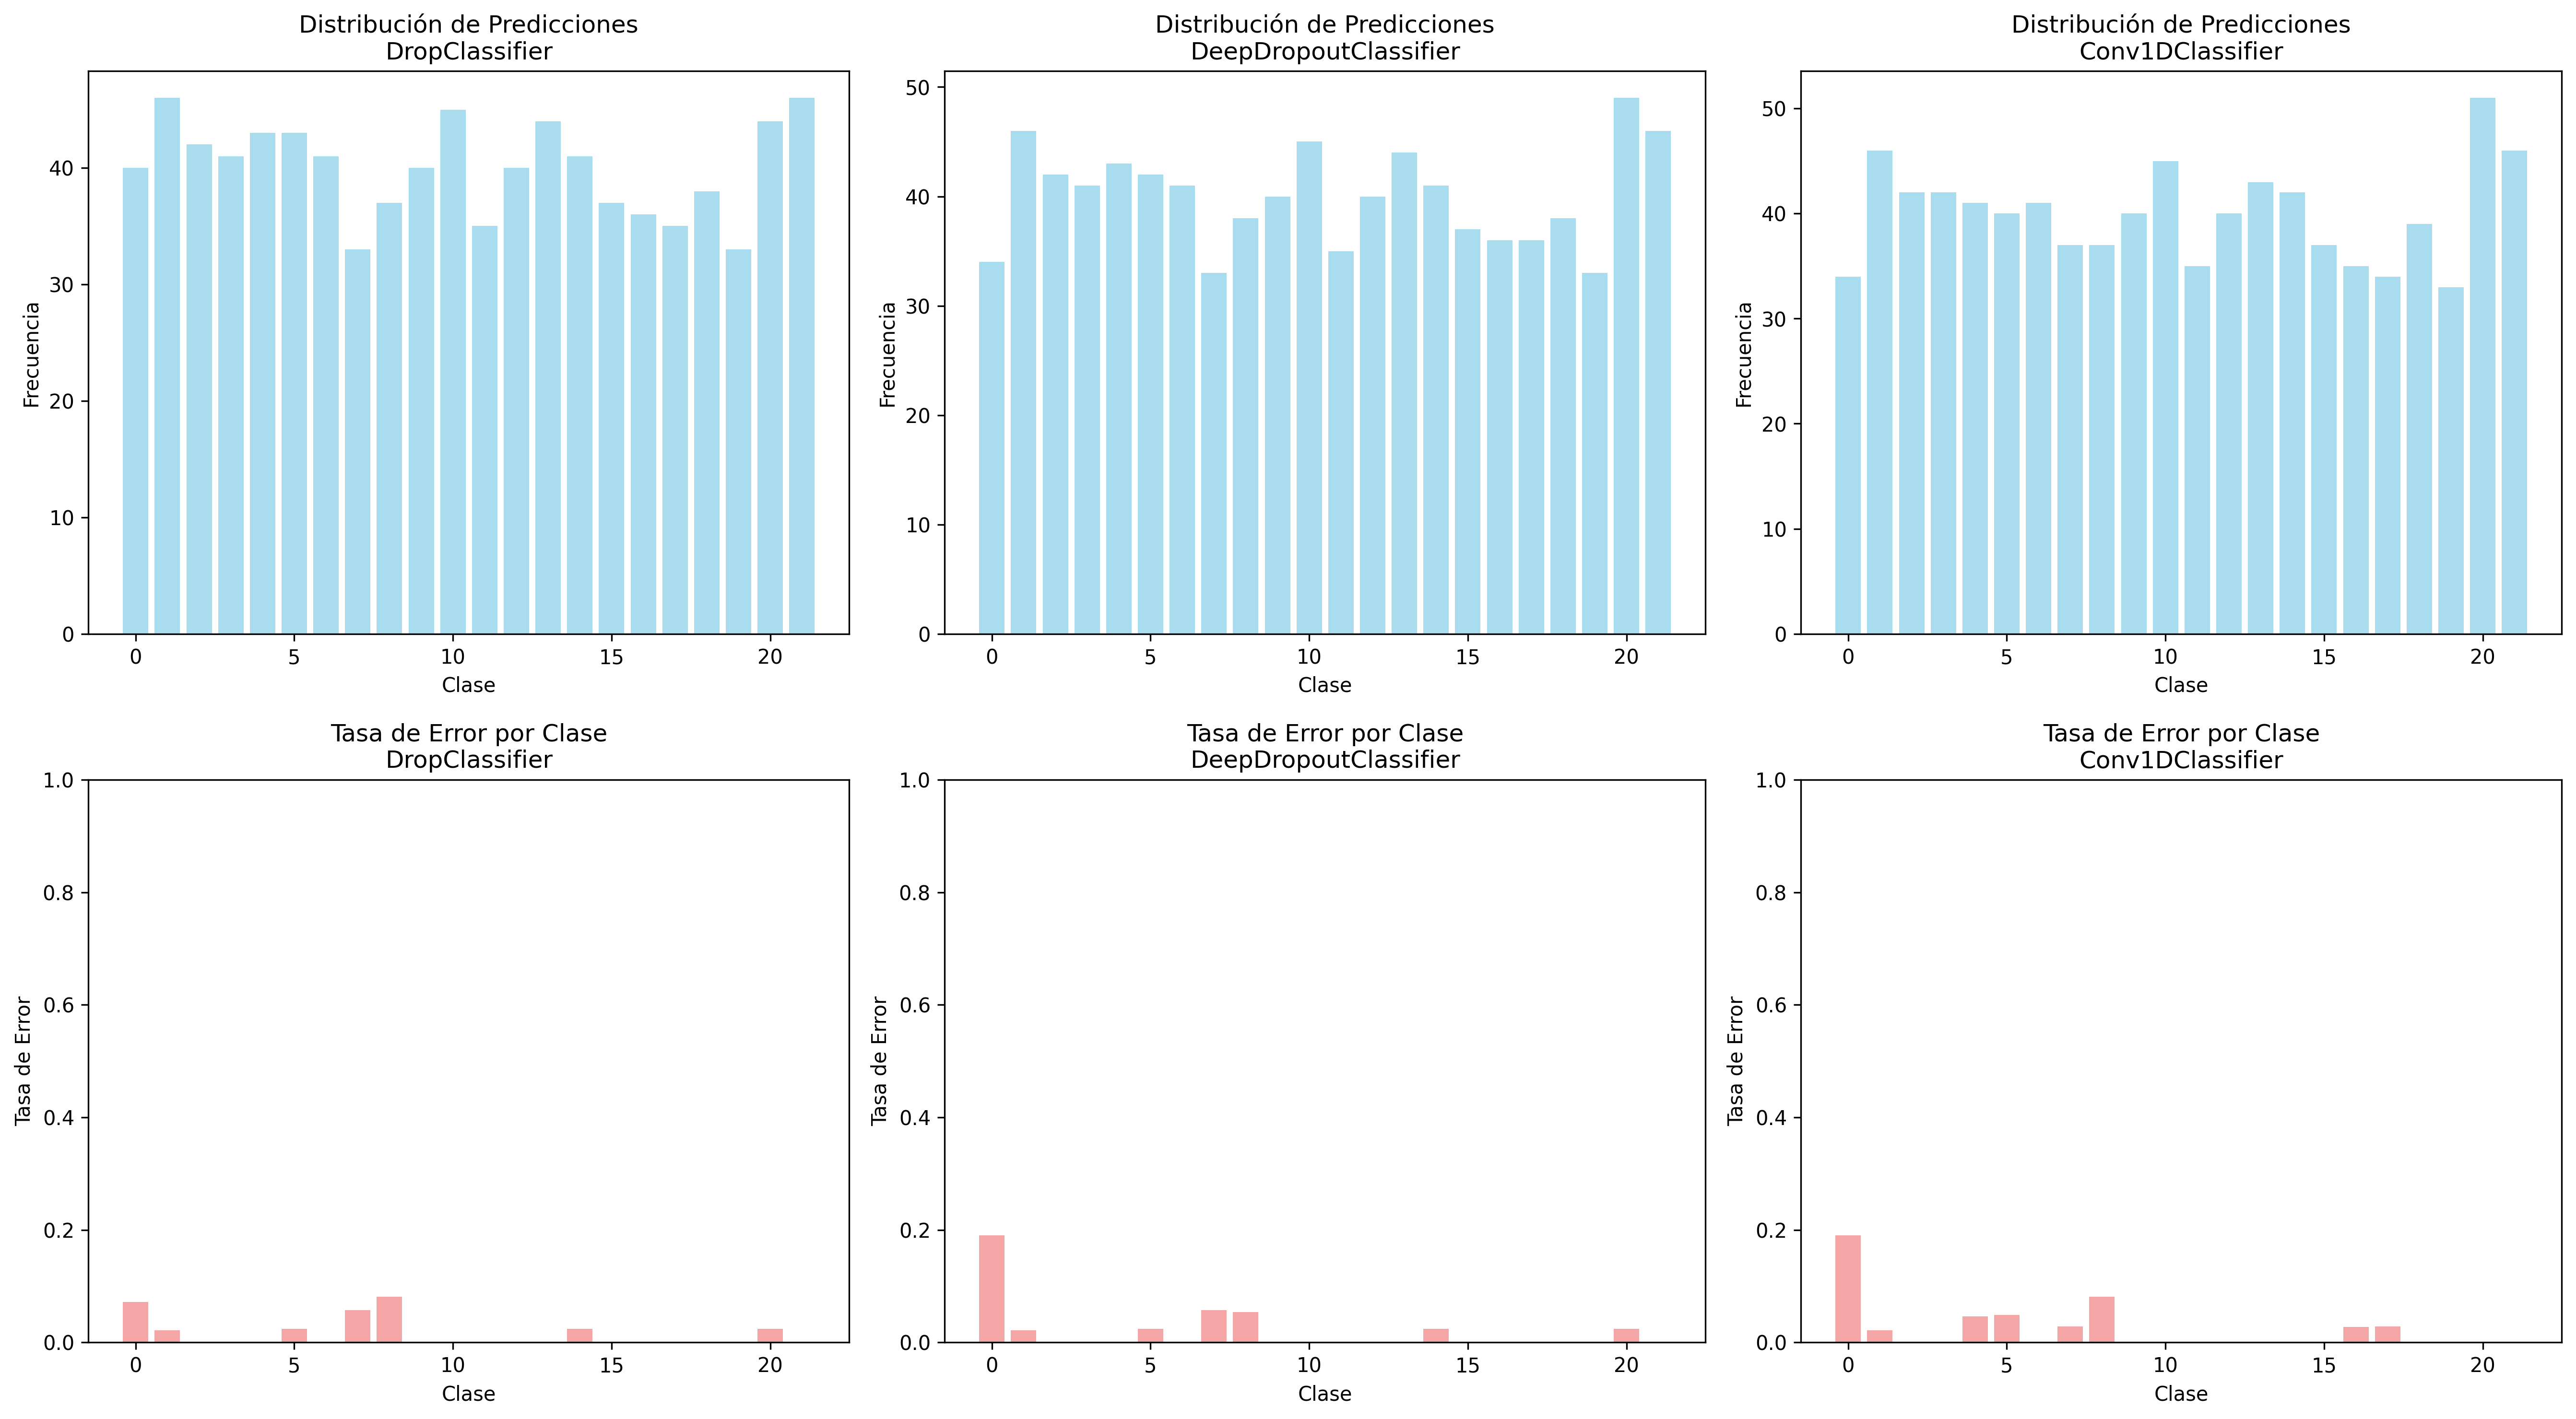 Distribución de Predicciones
DropClassifier
Frecuencia
40
30
20
10
0
0 5 10 15 20
Clase
Distribución de Predicciones
DeepDropoutClassifier
Frecuencia
50
40
30
20
10
0
0 5 10 15 20
Clase
Distribución de Predicciones
Conv1DClassifier
Frecuencia
50
40
30
20
10
0
0 5 10 15 20
Clase
Tasa de Error por Clase
DropClassifier
Tasa de Error
1.0
0.8
0.6
0.4
0.2
0.0
0 5 10 15 20
Clase
Tasa de Error por Clase
DeepDropoutClassifier
Tasa de Error
1.0
0.8
0.6
0.4
0.2
0.0
0 5 10 15 20
Clase
Tasa de Error por Clase
Conv1DClassifier
Tasa de Error
1.0
0.8
0.6
0.4
0.2
0.0
0 5 10 15 20
Clase